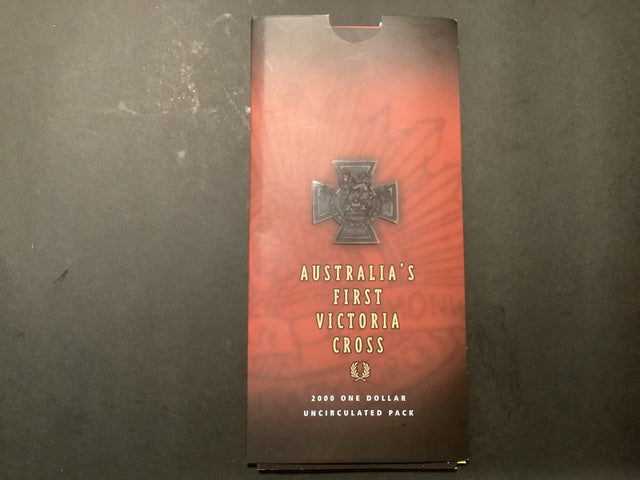 AUSTRALIA'S
FIRST
VICTORIA
CROSS
2000 ONE DOLLAR
UNCIRCULATED PACK